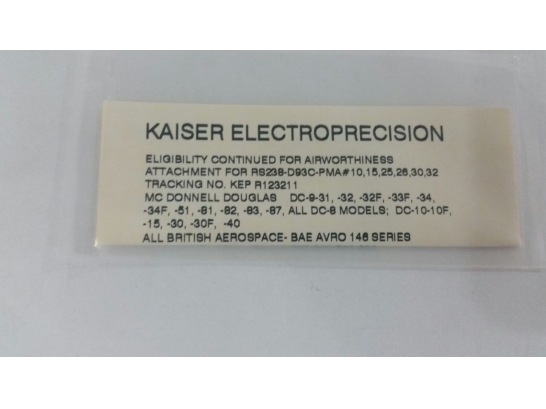 KAISER ELECTROPRECISION
ELIGIBILITY CONTINUED FOR AIRWORTHINESS
ATTACHMENT FOR RS238-D93C-PMA#10,15,25,26,30,32
TRACKING NO. KEP R123211
MC DONNELL DOUGLAS DC-9-31, -32, -32F, -33F, -34,
-34F, -51, -81, -82, -83, -87, ALL DC-8 MODELS; DC-10-10F,
-15, -30, -30F, -40
ALL BRITISH AEROSPACE- BAE AVRO 146 SERIES